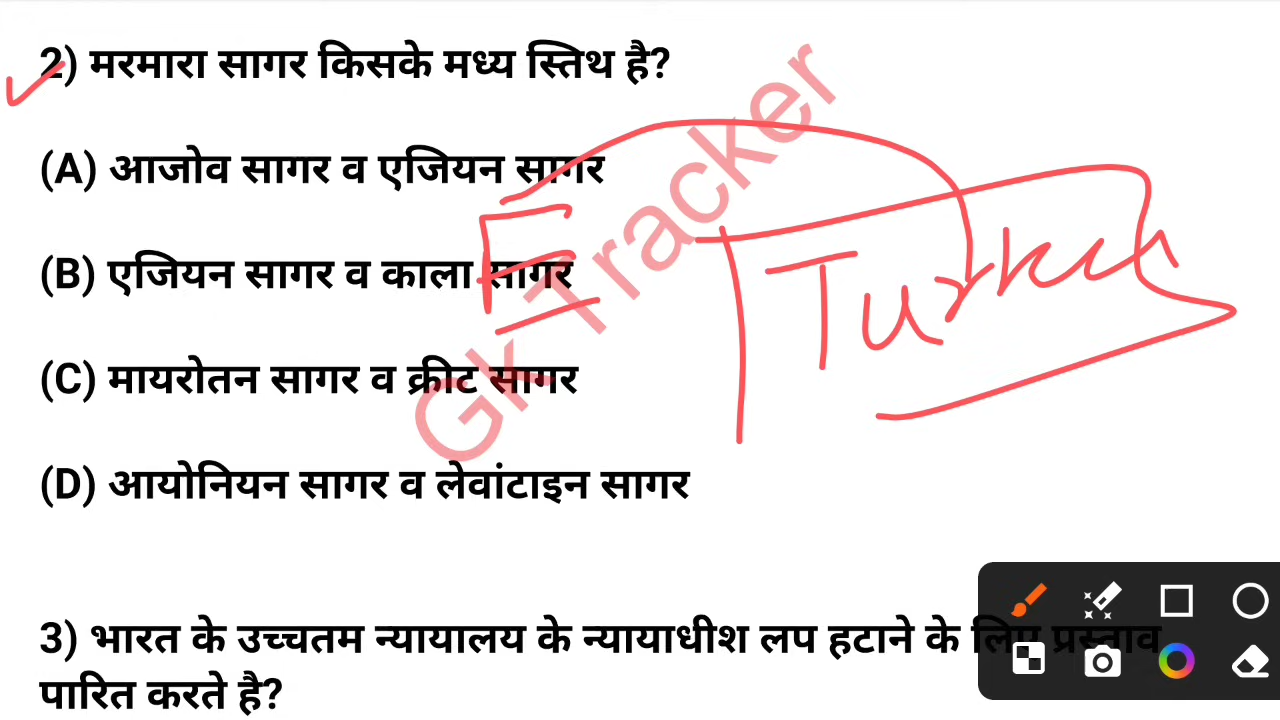 2) मरमारा सागर किसके मध्य स्तिथ है?
(A) आजोव सागर व एजियन सागर
(B) एजियन सागर व काला सागर
(C) मायरोतन सागर व क्रीट सागर
(D) आयोनियन सागर व लेवांटाइन सागर
Gk Tracker
E
Turkey
3) भारत के उच्चतम न्यायालय के न्यायाधीश लप हटाने के लिए प्रस्ताव
पारित करते है?